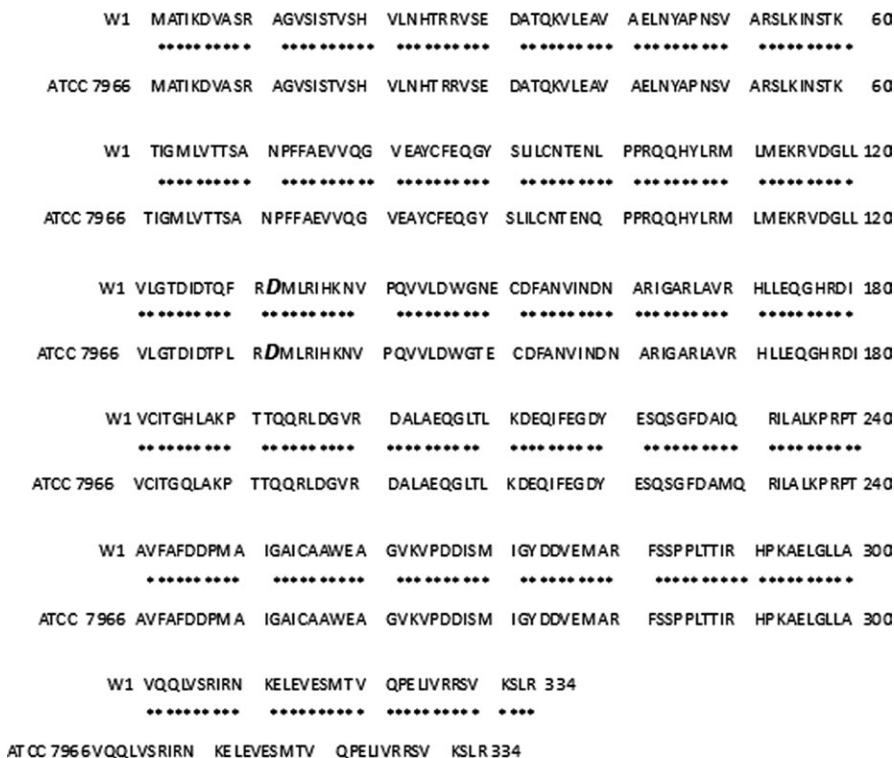 W1 MATIKDVASR AGVSISTVSH VLNHTRRVSE DATQKVLEAV AELNYAPNSV ARSLKINSTK 60
********** ********** ********** ********** ********** **********
ATCC 7966 MATIKDVASR AGVSISTVSH VLNHTRRVSE DATQKVLEAV AELNYAPNSV ARSLKINSTK 60
W1 TIGMLVTTSA NPFFAEVVQG VEAYCFEQGY SLILCNTENL PPRQQHYLRM LMEKRVDGLL 120
********** ********** ********** ********** ********** **********
ATCC 7966 TIGMLVTTSA NPFFAEVVQG VEAYCFEQGY SLILCNTENQ PPRQQHYLRM LMEKRVDGLL 120
W1 VLGTDIDTQF RDMLRIHKNV PQVVLDWGNE CDFANVINDN ARIGARLAVR HLLEQGHRDI 180
********** ********** ********** ********** ********** **********
ATCC 7966 VLGTDIDTPL RDMLRIHKNV PQVVLDWGTE CDFANVINDN ARIGARLAVR HLLEQGHRDI 180
W1 VCITGHLAKP TTQQRLDGVR DALAEQGLTL KDEQIFEGDY ESQSGFDAIQ RILALKPRPT 240
********** ********** ********** ********** ********** **********
ATCC 7966 VCITGQLAKP TTQQRLDGVR DALAEQGLTL KDEQIFEGDY ESQSGFDAMQ RILALKPRPT 240
W1 AVFAFDDPMA IGAICAAWEA GVKVPDDISM IGYDDVEMAR FSSPPLTTIR HPKAELGLLA 300
********** ********** ********** ********** ********** **********
ATCC 7966 AVFAFDDPMA IGAICAAWEA GVKVPDDISM IGYDDVEMAR FSSPPLTTIR HPKAELGLLA 300
W1 VQQLVSRIRN KELEVESMTV QPELIVRRSV KSLR 334
********** ********** ********** ****
ATCC 7966VQQLVSRIRN KELEVESMTV QPELIVRRSV KSLR 334